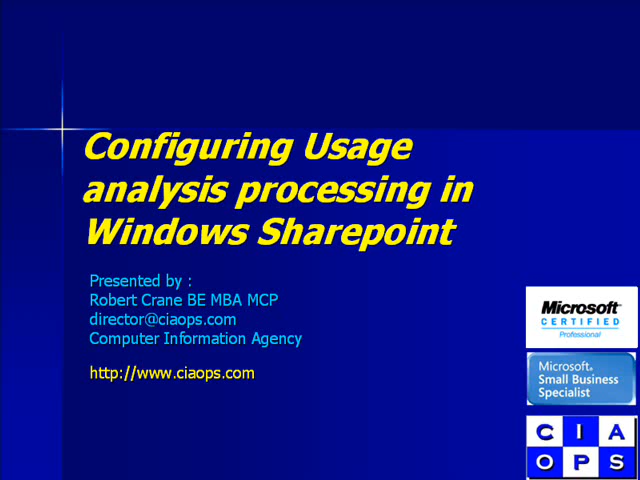 Configuring Usage
analysis processing in
Windows Sharepoint
Presented by :
Robert Crane BE MBA MCP
director@ciaops.com
Computer Information Agency
http://www.ciaops.com
Microsoft
CERTIFIED
Professional
Microsoft®
Small Business
Specialist
C I A
O P S